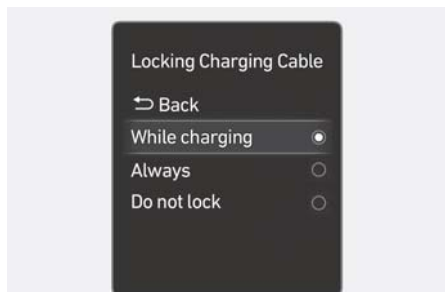 Locking Charging Cable
Back
While charging
Always
Do not lock